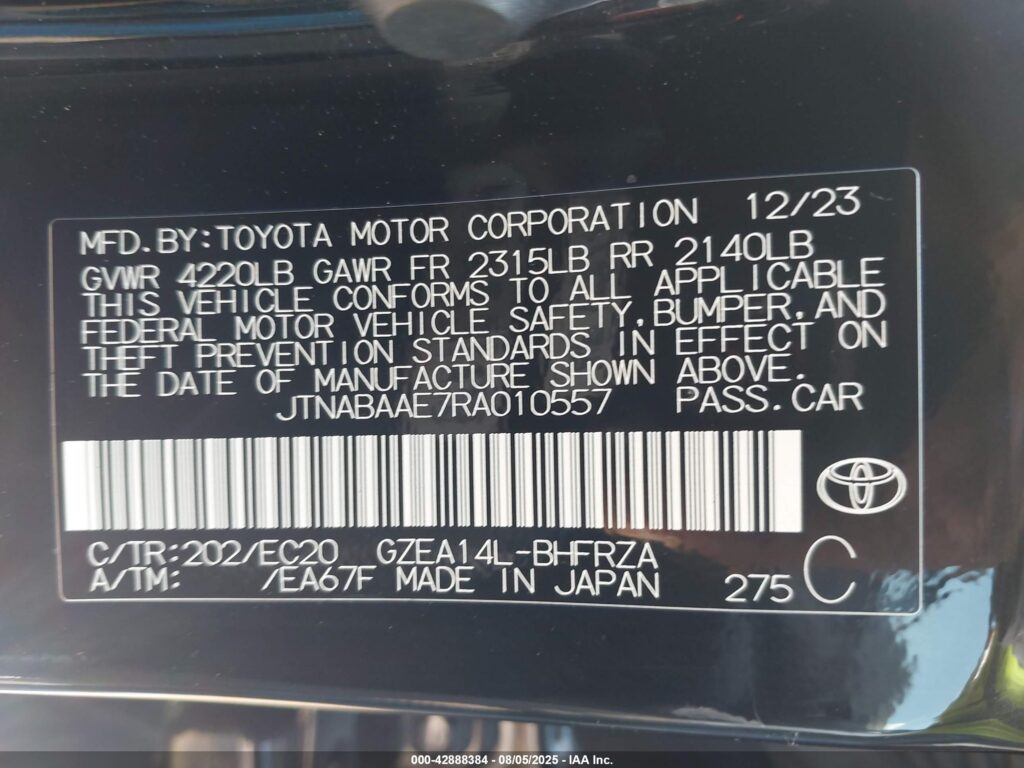 MFD.BY:TOYOTA MOTOR CORPORATION 12/23
GVWR 4220LB GAWR FR 2315LB RR 2140LB
THIS VEHICLE CONFORMS TO ALL APPLICABLE
FEDERAL MOTOR VEHICLE SAFETY,BUMPER,AND
THEFT PREVENTION STANDARDS IN EFFECT ON
THE DATE OF MANUFACTURE SHOWN ABOVE.
JTNABAAE7RA010557 PASS.CAR
C/TR:202/EC20 GZEA14L-BHFRZA
A/TM: /EA67F MADE IN JAPAN 275 C
000-42888384 | 08/05/2025 - IAA Inc.